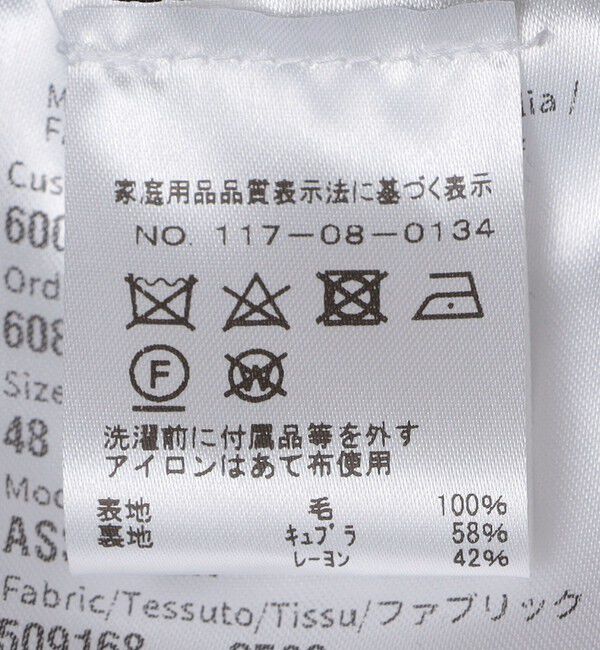 家庭用品品質表示法に基づく表示
NO. 117-08-0134
F
W
洗濯前に付属品等を外す
アイロンはあて布使用
表地 毛 100%
裏地 キュプラ 58%
レーヨン 42%
Size
48
Fabric/Tessuto/Tissu/ファブリック